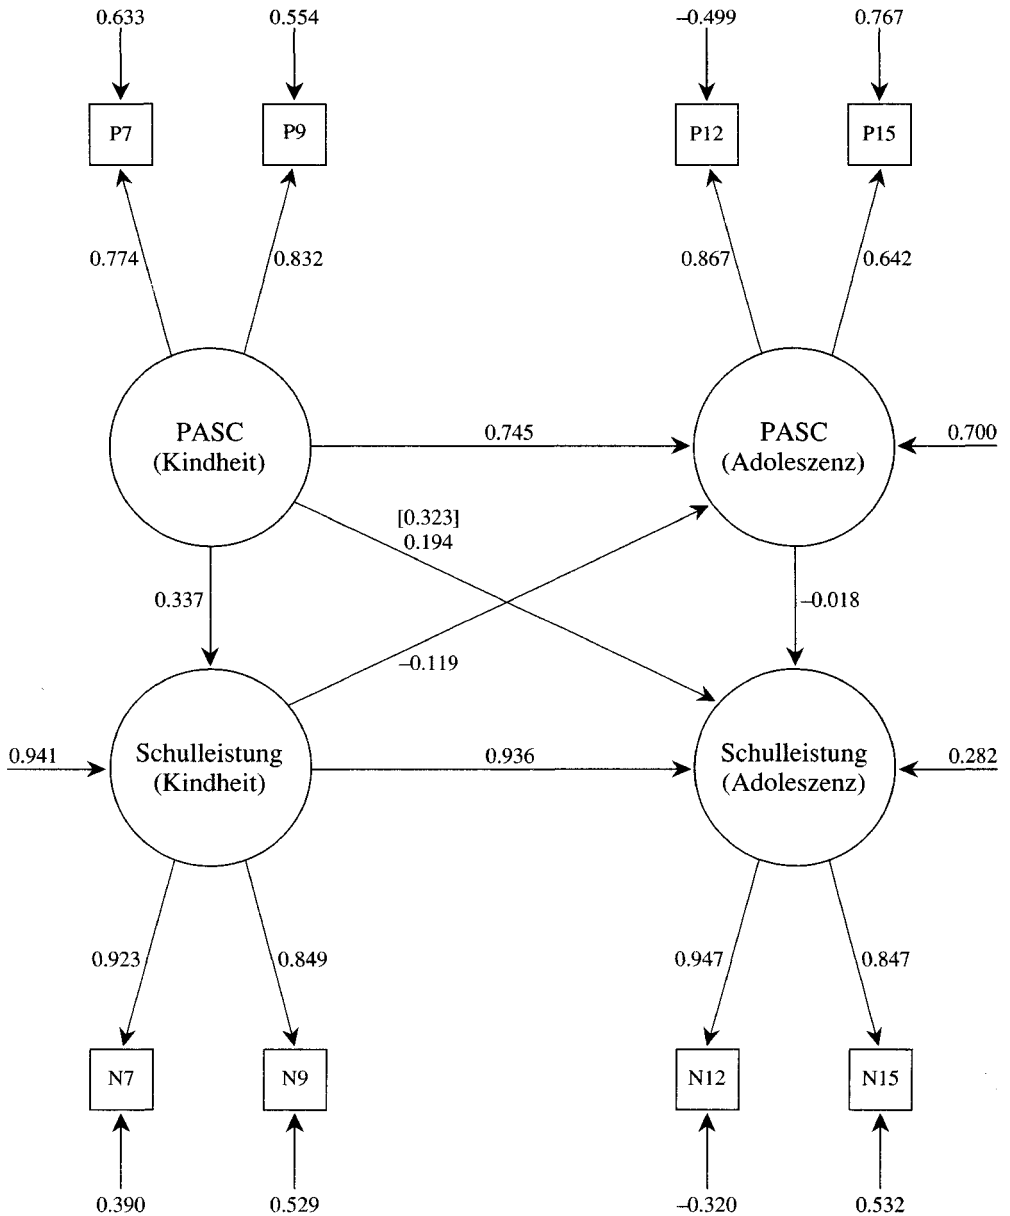 0.633
0.554
–0.499
0.767
P7
P9
P12
P15
0.774
0.832
0.867
0.642
PASC
(Kindheit)
0.745
PASC
(Adoleszenz)
0.700
[0.323]
0.194
0.337
–0.018
–0.119
0.941
Schulleistung
(Kindheit)
0.936
Schulleistung
(Adoleszenz)
0.282
0.923
0.849
0.947
0.847
N7
N9
N12
N15
0.390
0.529
–0.320
0.532